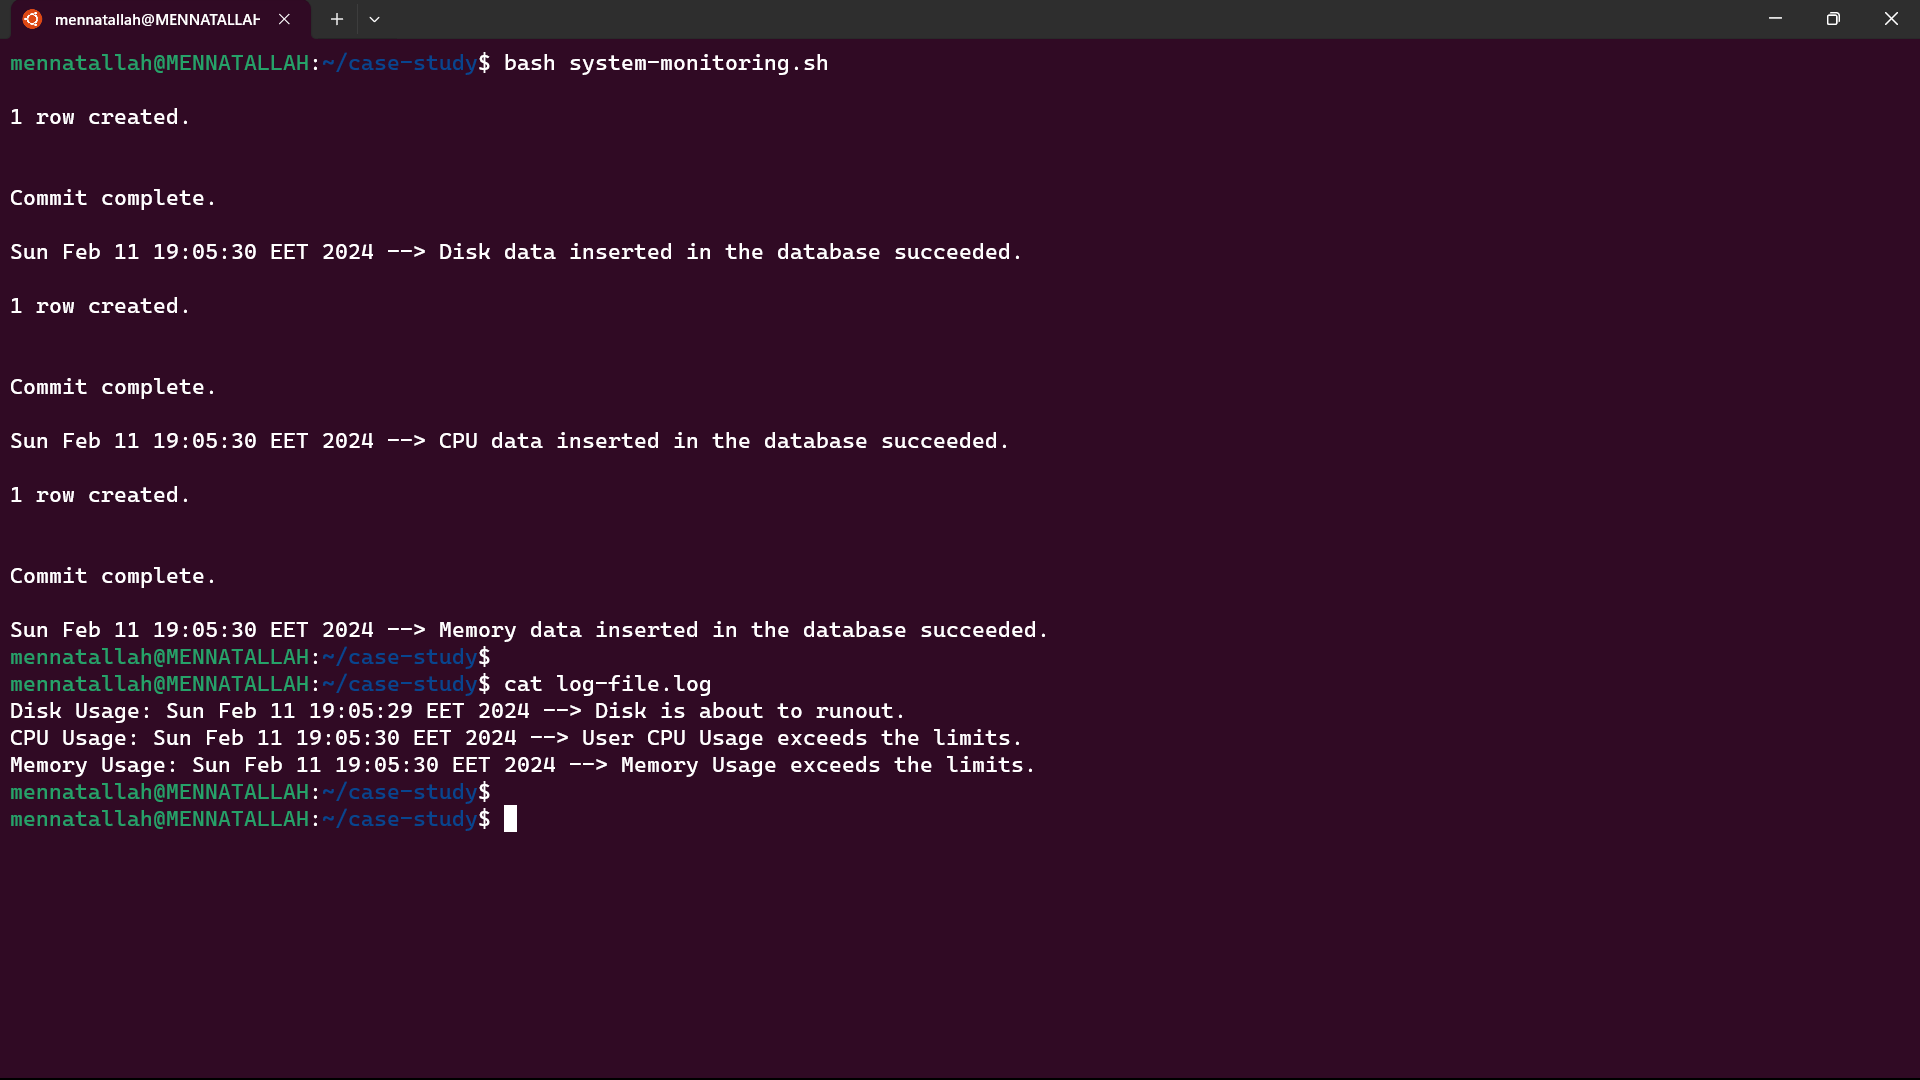 mennatallah@MENNATALLAH
mennatallah@MENNATALLAH:~/case-study$ bash system-monitoring.sh
1 row created.
Commit complete.
Sun Feb 11 19:05:30 EET 2024 --> Disk data inserted in the database succeeded.
1 row created.
Commit complete.
Sun Feb 11 19:05:30 EET 2024 --> CPU data inserted in the database succeeded.
1 row created.
Commit complete.
Sun Feb 11 19:05:30 EET 2024 --> Memory data inserted in the database succeeded.
mennatallah@MENNATALLAH:~/case-study$
mennatallah@MENNATALLAH:~/case-study$ cat log-file.log
Disk Usage: Sun Feb 11 19:05:29 EET 2024 --> Disk is about to runout.
CPU Usage: Sun Feb 11 19:05:30 EET 2024 --> User CPU Usage exceeds the limits.
Memory Usage: Sun Feb 11 19:05:30 EET 2024 --> Memory Usage exceeds the limits.
mennatallah@MENNATALLAH:~/case-study$
mennatallah@MENNATALLAH:~/case-study$